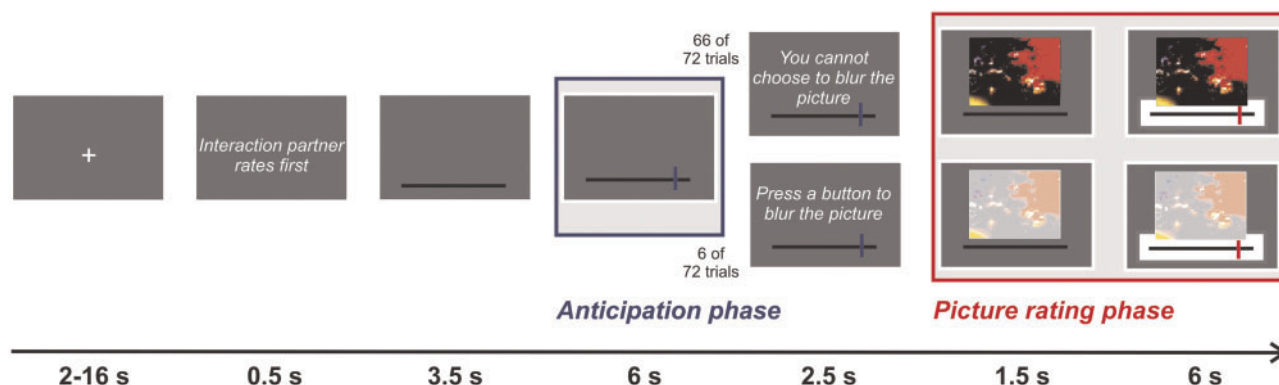 66 of
72 trials
+
Interaction partner
rates first
You cannot
choose to blur the
picture
Press a button to
blur the picture
6 of
72 trials
Anticipation phase
Picture rating phase
2-16 s
0.5 s
3.5 s
6 s
2.5 s
1.5 s
6 s